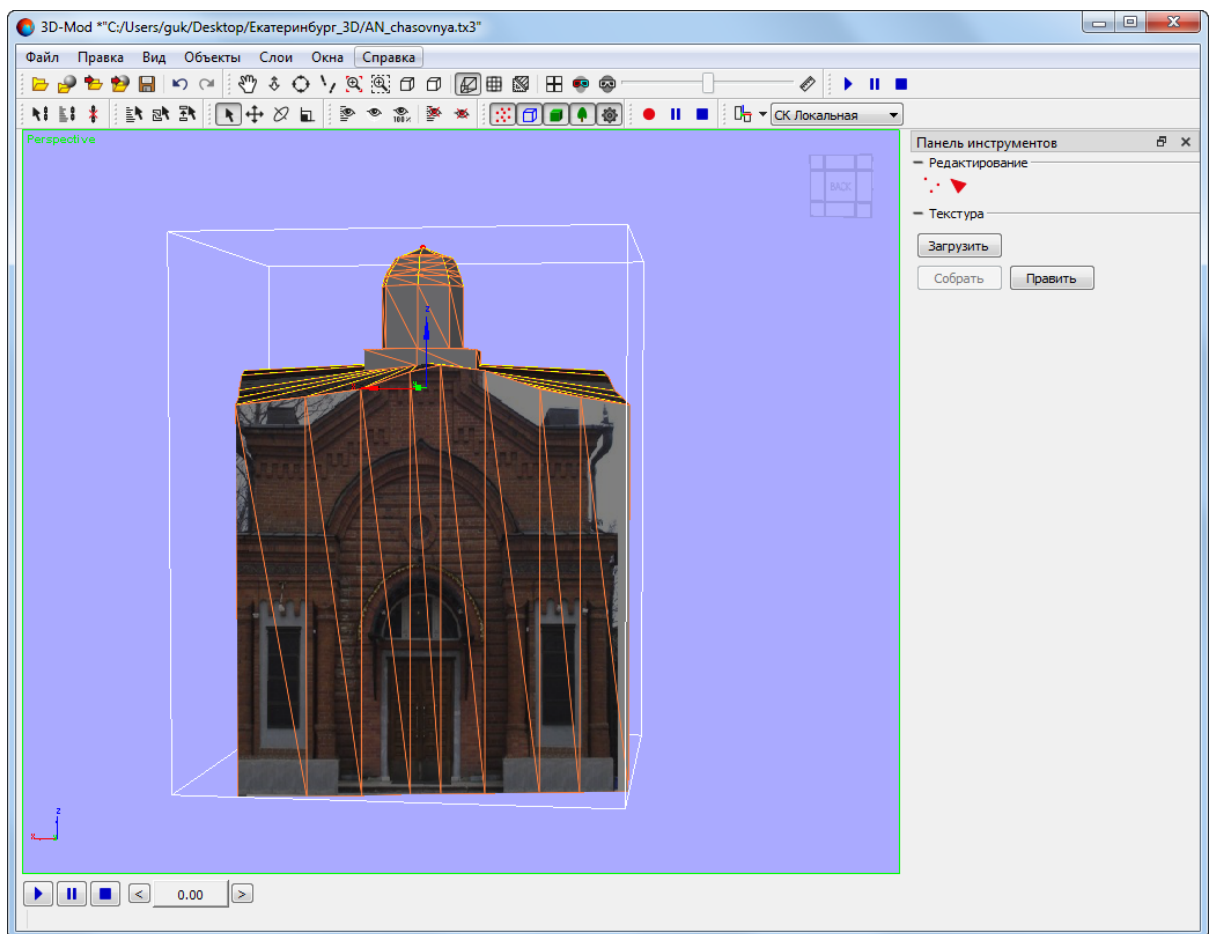 3D-Mod *"C:/Users/guk/Desktop/Екатеринбург_3D/AN_chasovnya.tx3"
Файл Правка Вид Объекты Слои Окна Справка
100%
СК Локальная
Perspective
BACK
Панель инструментов
Редактирование
Текстура
Загрузить
Собрать Править
z
z
x
< 0.00 >